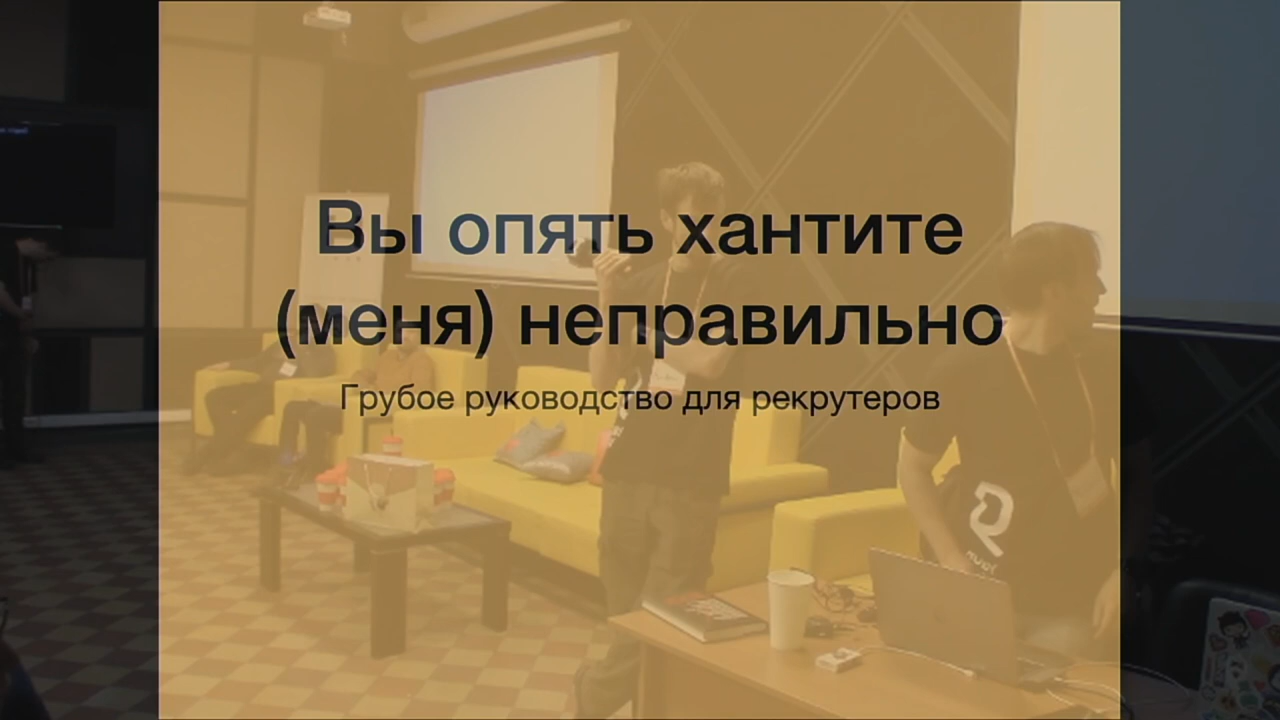 Вы опять хантите
(меня) неправильно
Грубое руководство для рекрутеров